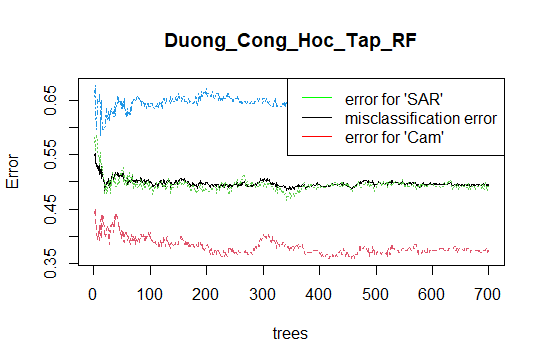 Duong_Cong_Hoc_Tap_RF
error for 'SAR'
misclassification error
error for 'Cam'
Error
0.65
0.55
0.45
0.35
0 100 200 300 400 500 600 700
trees